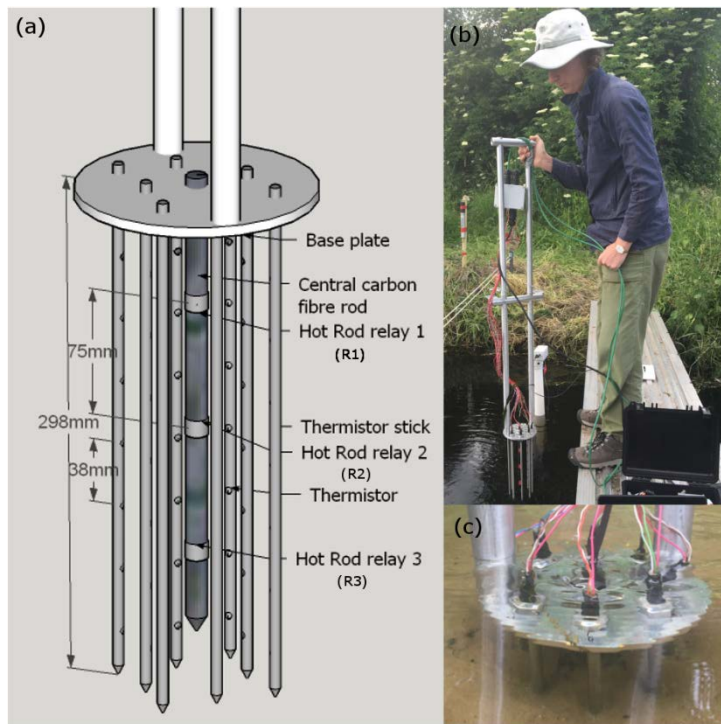 (a)
Base plate
Central carbon
fibre rod
Hot Rod relay 1
(R1)
75mm
Thermistor stick
298mm
Hot Rod relay 2
(R2)
38mm
Thermistor
Hot Rod relay 3
(R3)
(b)
(c)